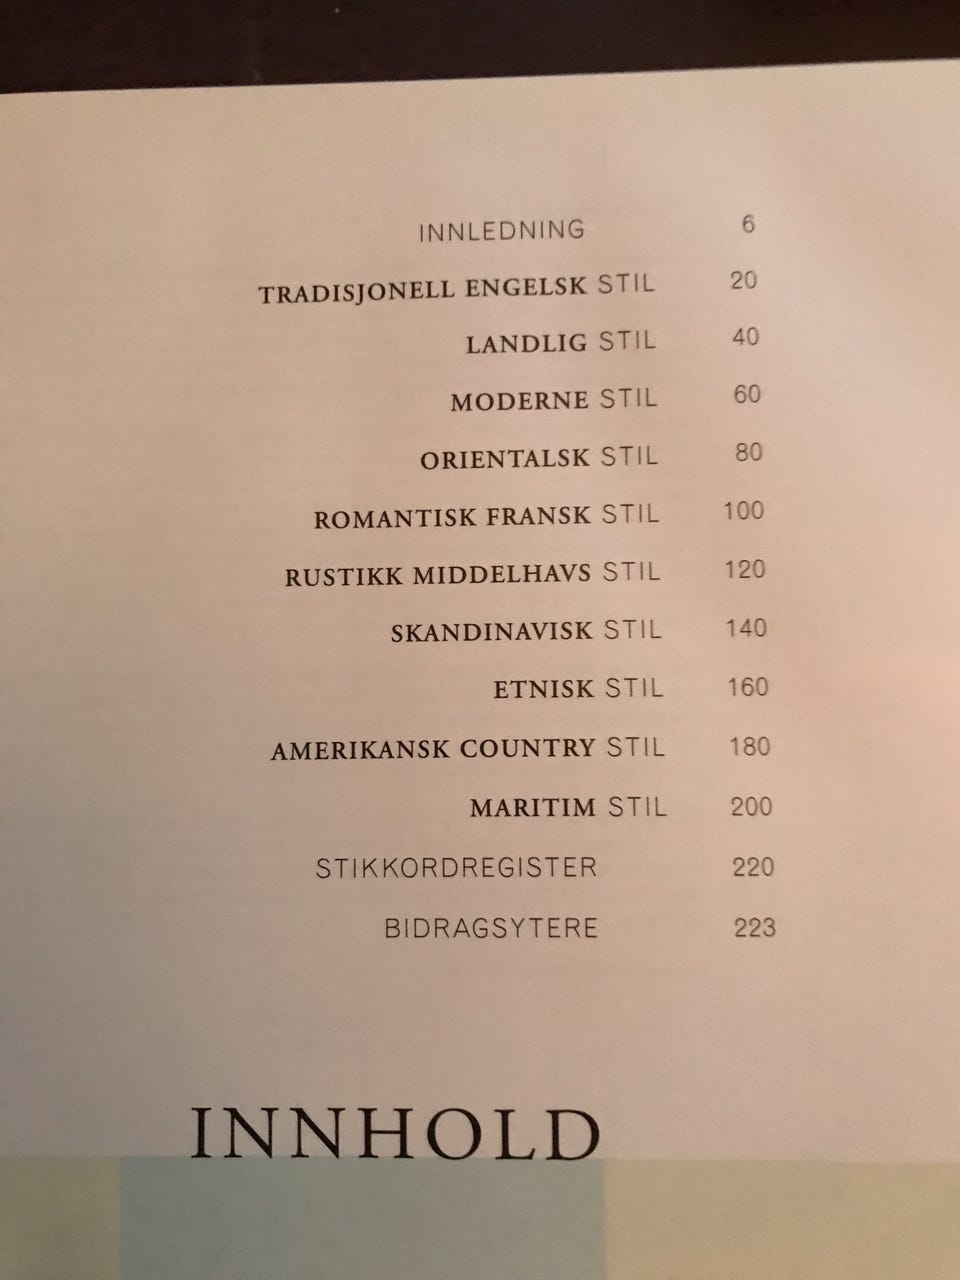 INNLEDNING 6
TRADISJONELL ENGELSK STIL 20
LANDLIG STIL 40
MODERNE STIL 60
ORIENTALSK STIL 80
ROMANTISK FRANSK STIL 100
RUSTIKK MIDDELHAVS STIL 120
SKANDINAVISK STIL 140
ETNISK STIL 160
AMERIKANSK COUNTRY STIL 180
MARITIM STIL 200
STIKKORDREGISTER 220
BIDRAGSYTERE 223
INNHOLD